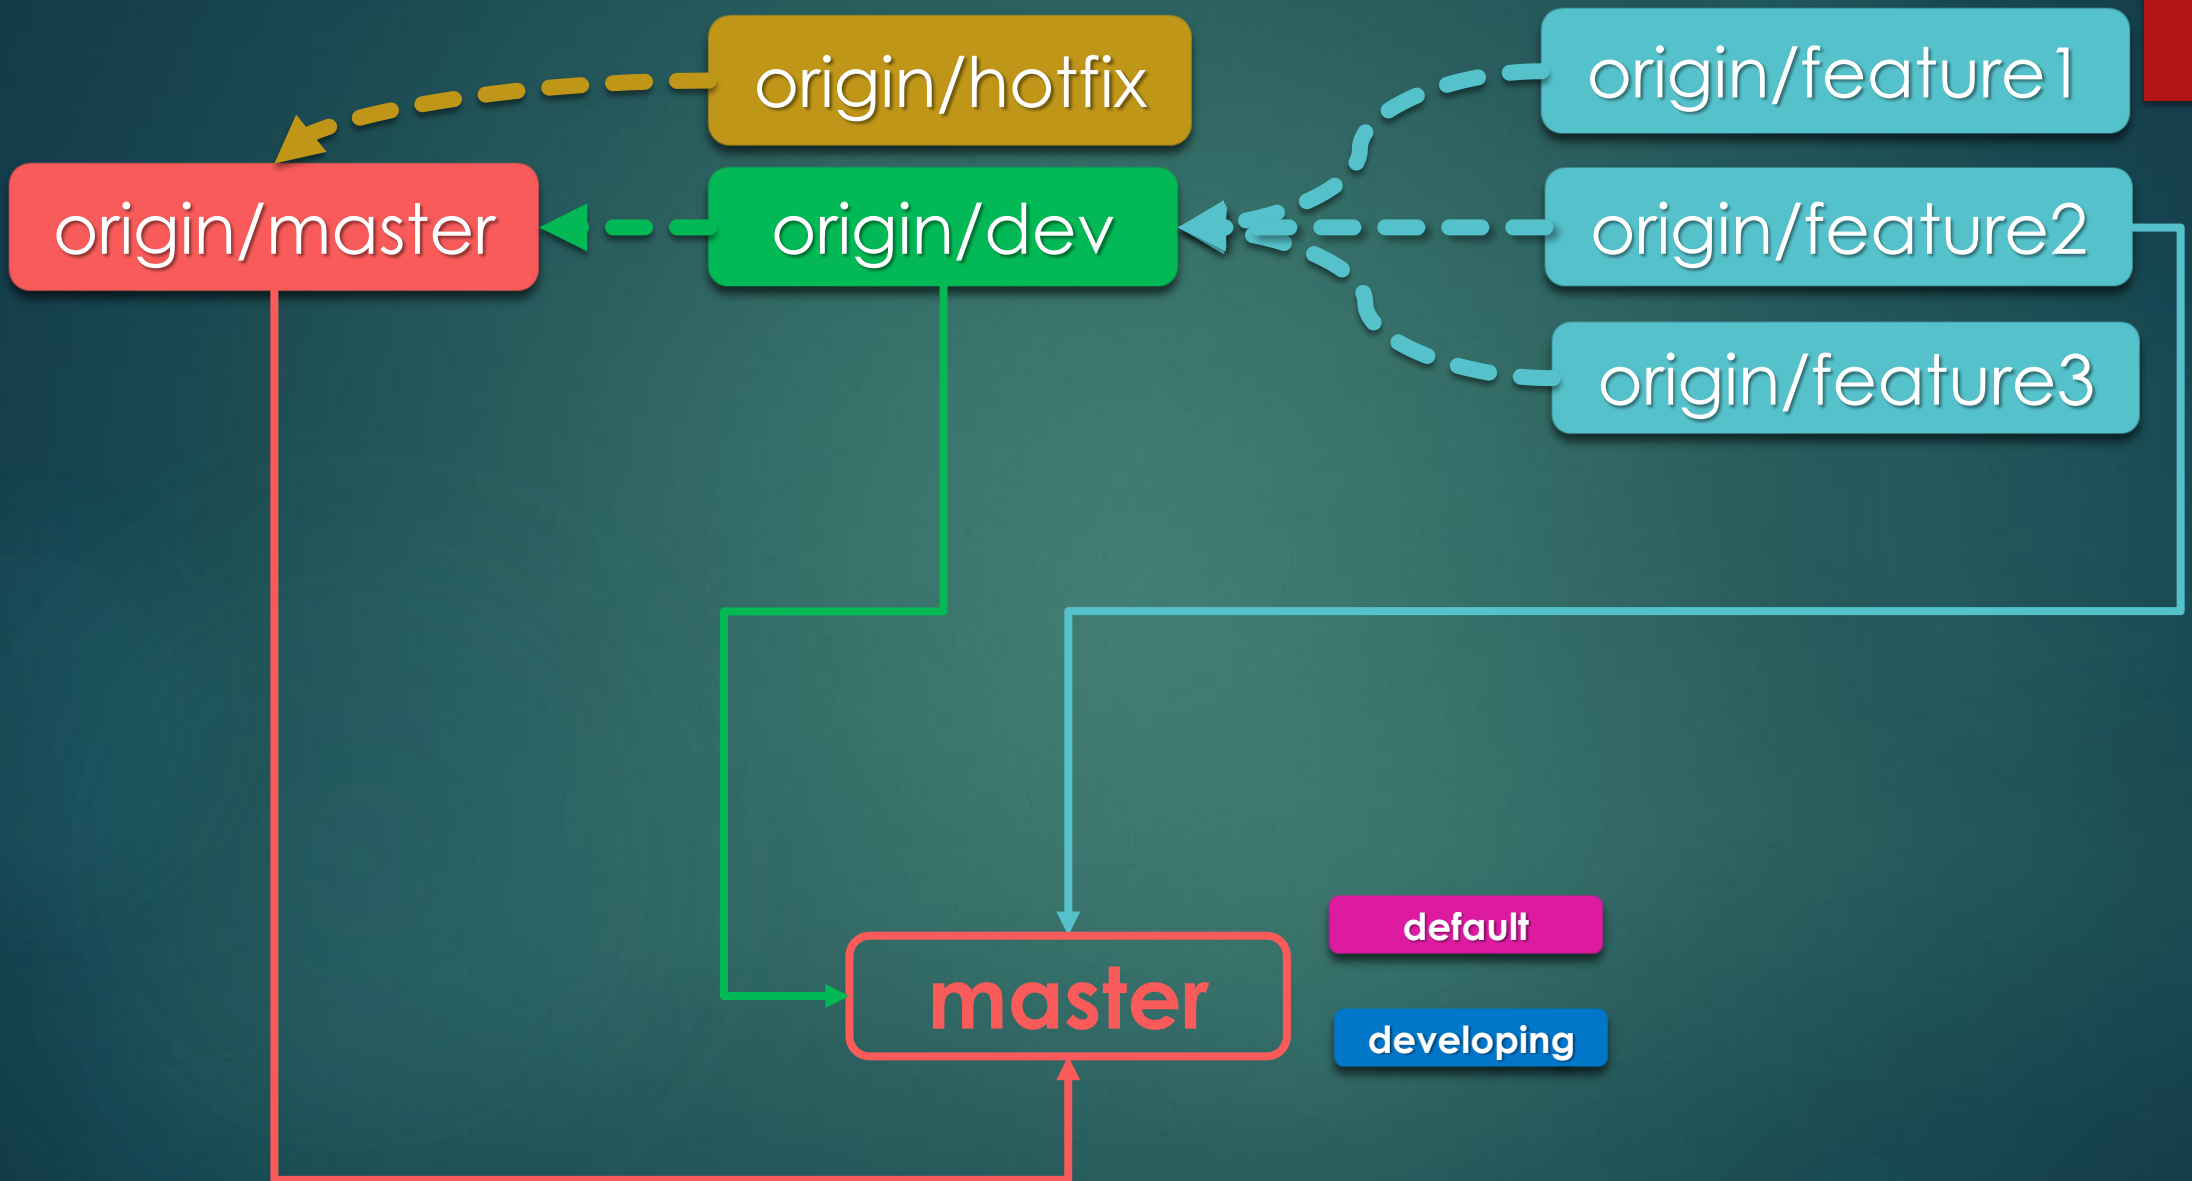 origin/hotfix
origin/feature1
origin/master
origin/dev
origin/feature2
origin/feature3
default
master
developing